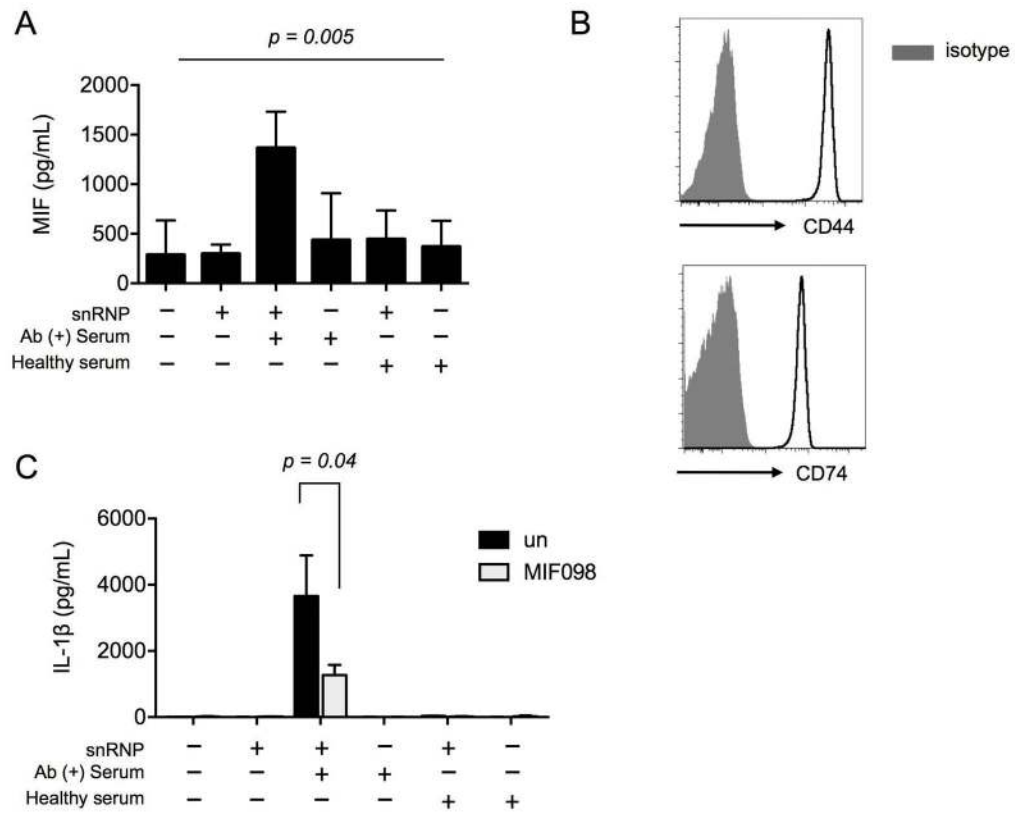 A
p = 0.005
MIF (pg/mL)
2000
1500
1000
500
0
snRNP − + + − + −
Ab (+) Serum − − + + − −
Healthy serum − − − − + +
B
isotype
CD44
CD74
C
p = 0.04
IL-1β (pg/mL)
6000
4000
2000
0
un
MIF098
snRNP − + + − + −
Ab (+) Serum − − + + − −
Healthy serum − − − − + +